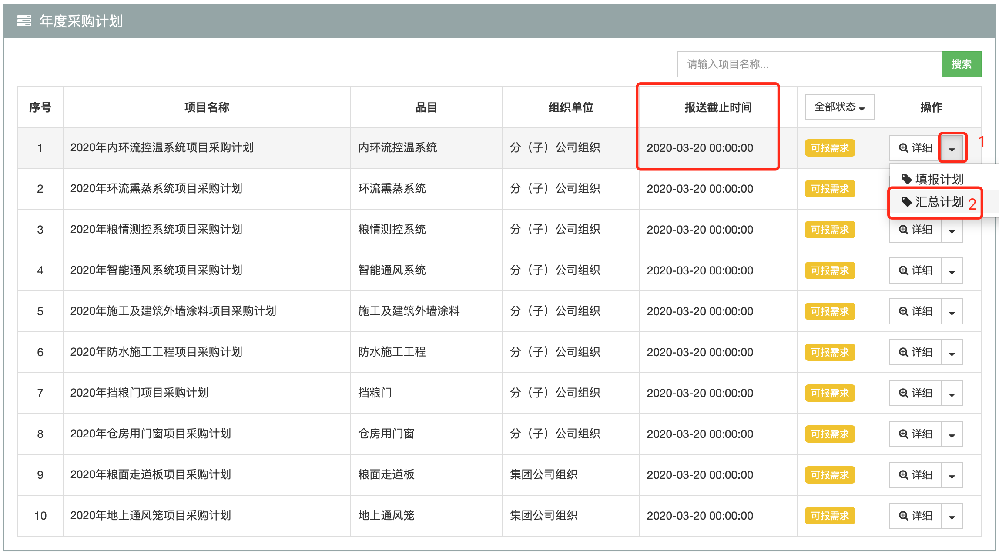 年度采购计划
请输入项目名称... 搜索
序号 项目名称 品目 组织单位 报送截止时间 全部状态 操作
1 2020年内环流控温系统项目采购计划 内环流控温系统 分（子）公司组织 2020-03-20 00:00:00 可报需求 详细 1
填报计划
2 2020年环流熏蒸系统项目采购计划 环流熏蒸系统 分（子）公司组织 2020-03-20 00:00:00 可报需求
汇总计划 2
3 2020年粮情测控系统项目采购计划 粮情测控系统 分（子）公司组织 2020-03-20 00:00:00 可报需求 详细
4 2020年智能通风系统项目采购计划 智能通风系统 分（子）公司组织 2020-03-20 00:00:00 可报需求 详细
5 2020年施工及建筑外墙涂料项目采购计划 施工及建筑外墙涂料 分（子）公司组织 2020-03-20 00:00:00 可报需求 详细
6 2020年防水施工工程项目采购计划 防水施工工程 分（子）公司组织 2020-03-20 00:00:00 可报需求 详细
7 2020年挡粮门项目采购计划 挡粮门 分（子）公司组织 2020-03-20 00:00:00 可报需求 详细
8 2020年仓房用门窗项目采购计划 仓房用门窗 分（子）公司组织 2020-03-20 00:00:00 可报需求 详细
9 2020年粮面走道板项目采购计划 粮面走道板 集团公司组织 2020-03-20 00:00:00 可报需求 详细
10 2020年地上通风笼项目采购计划 地上通风笼 集团公司组织 2020-03-20 00:00:00 可报需求 详细